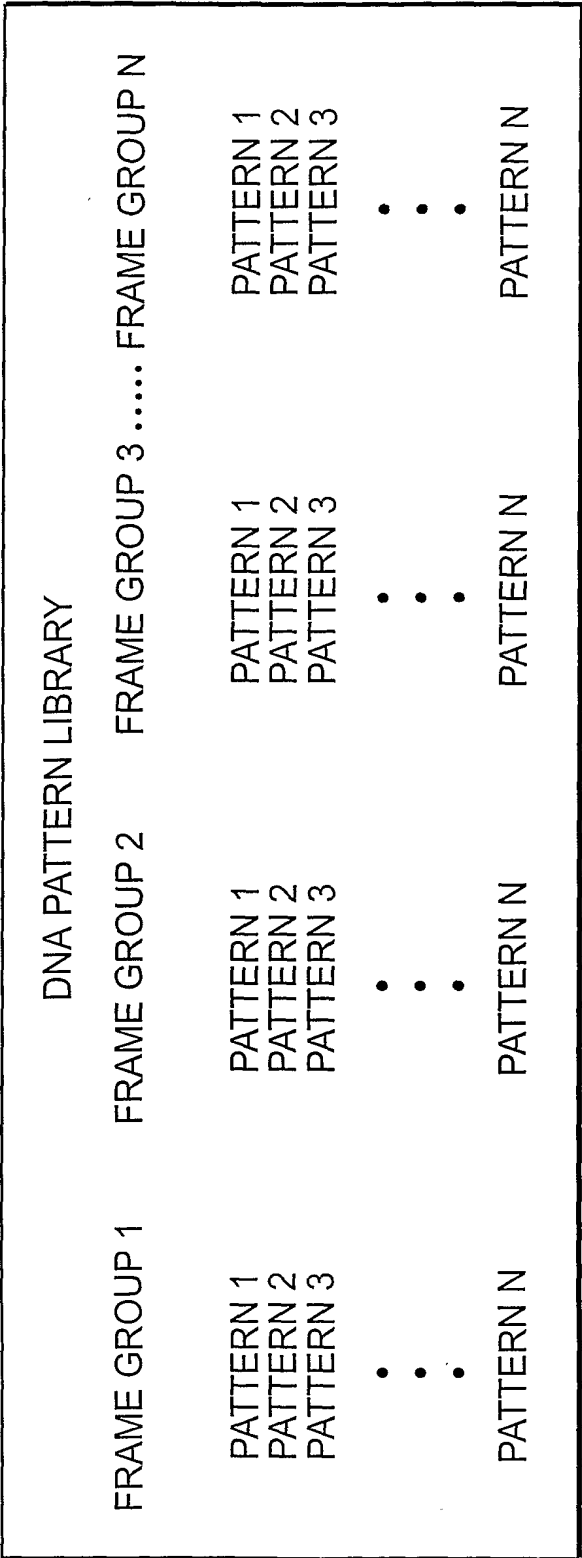 DNA PATTERN LIBRARY
FRAME GROUP 1 FRAME GROUP 2 FRAME GROUP 3 ..... FRAME GROUP N
PATTERN 1 PATTERN 1 PATTERN 1 PATTERN 1
PATTERN 2 PATTERN 2 PATTERN 2 PATTERN 2
PATTERN 3 PATTERN 3 PATTERN 3 PATTERN 3
• • • •
• • • •
• • • •
PATTERN N PATTERN N PATTERN N PATTERN N